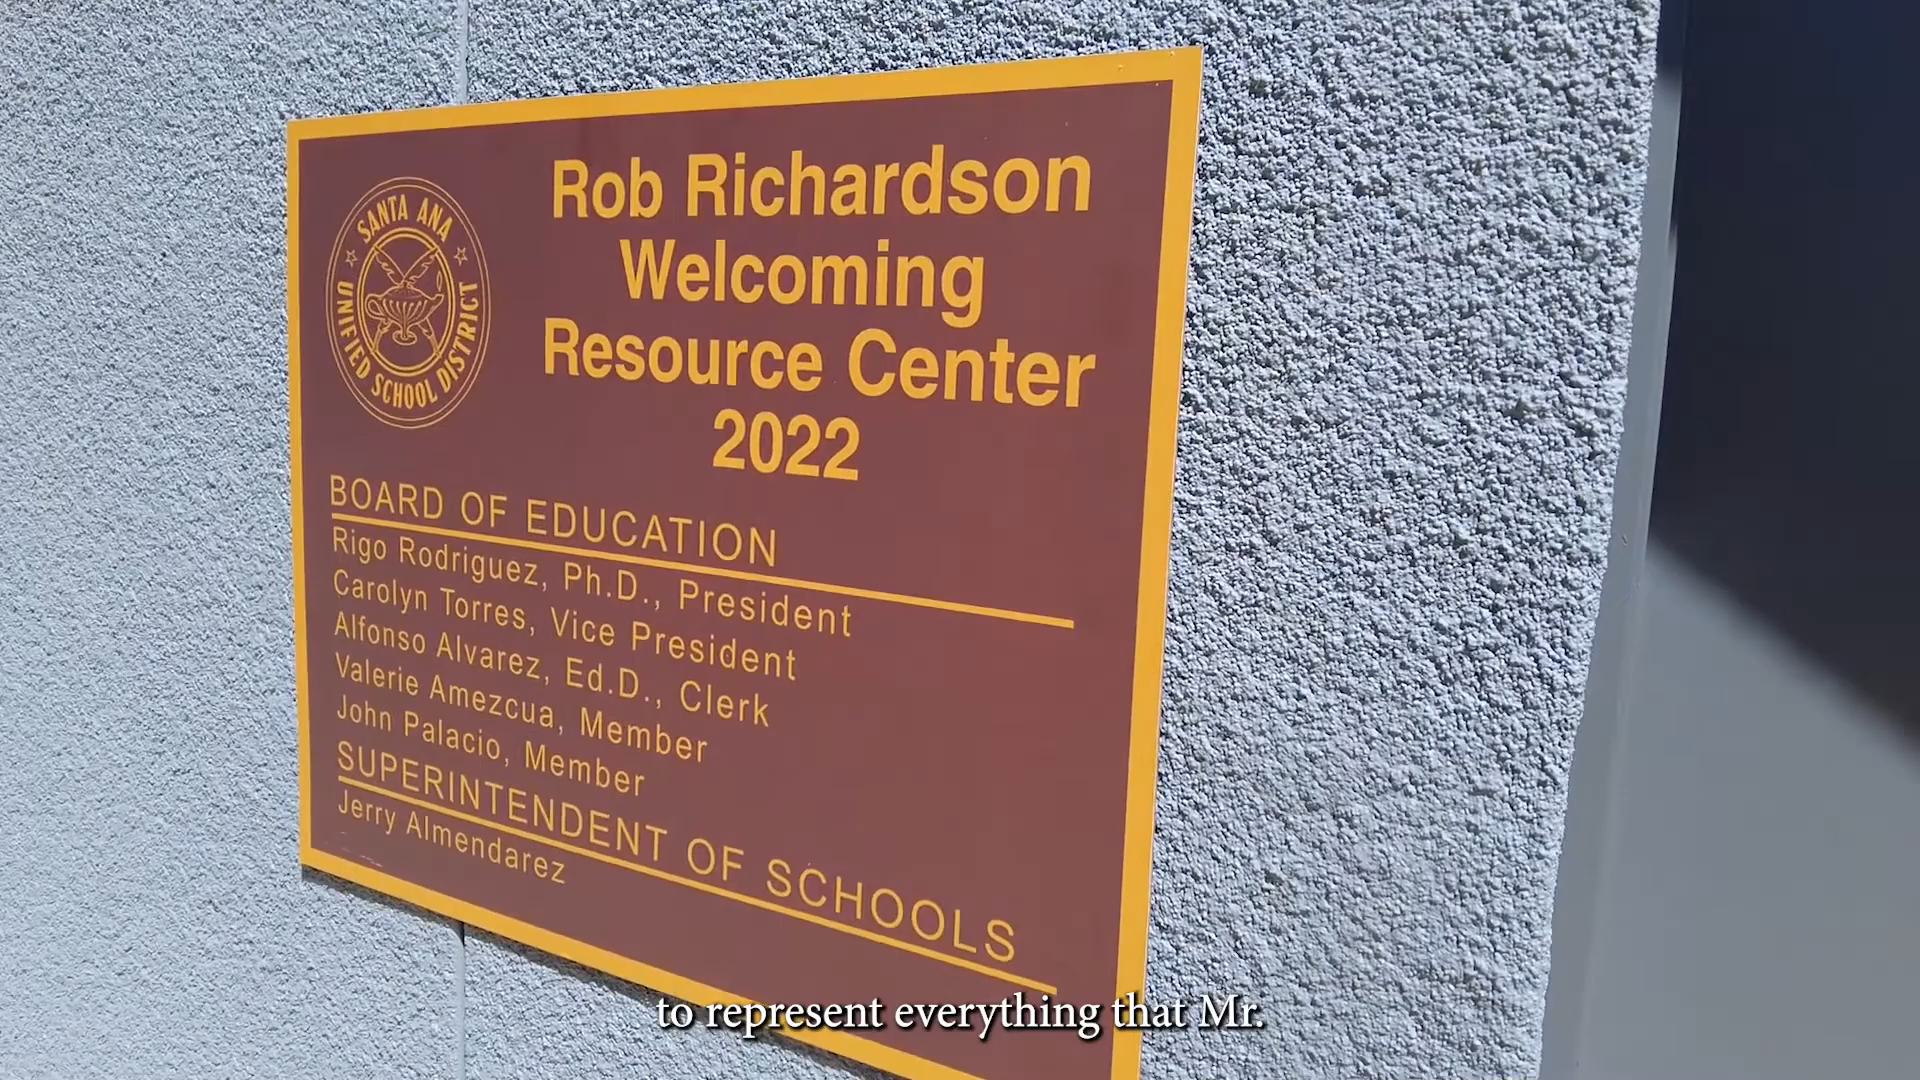 SANTA ANA
UNIFIED SCHOOL DISTRICT
Rob Richardson
Welcoming
Resource Center
2022
BOARD OF EDUCATION
Rigo Rodriguez, Ph.D., President
Carolyn Torres, Vice President
Alfonso Alvarez, Ed.D., Clerk
Valerie Amezcua, Member
John Palacio, Member
SUPERINTENDENT OF SCHOOLS
Jerry Almendarez
to represent everything that Mr.